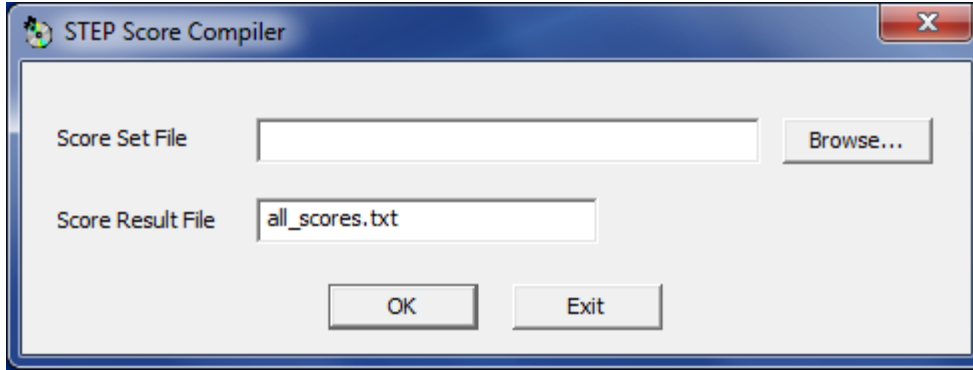 STEP Score Compiler
Score Set File
Browse...
Score Result File
all_scores.txt
OK
Exit